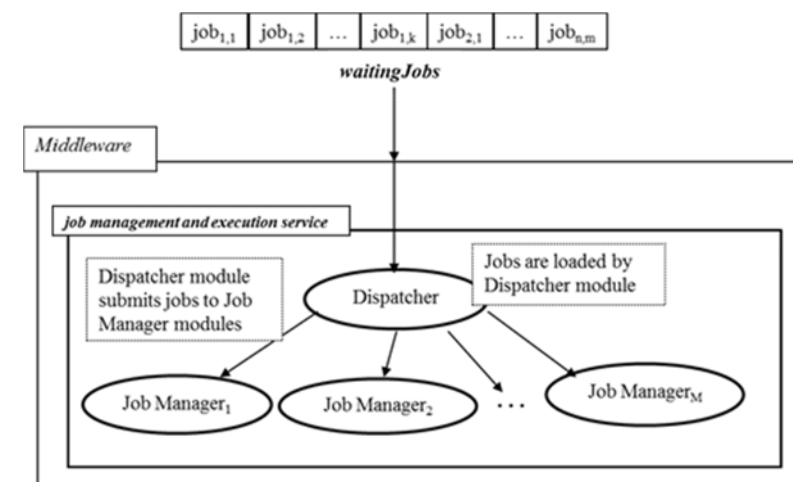 job1,1 job1,2 ... job1,k job2,1 ... jobn,m
waitingJobs
Middleware
job management and execution service
Dispatcher module
submits jobs to Job
Manager modules
Jobs are loaded by
Dispatcher module
Dispatcher
Job Manager1 Job Manager2 ... Job ManagerM